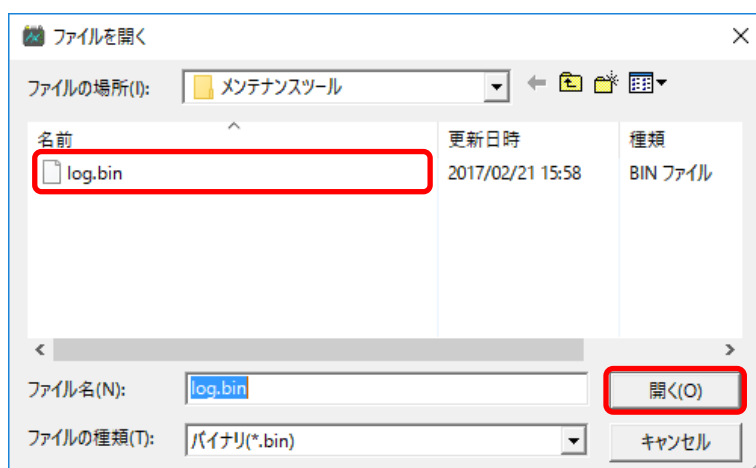 ファイルを開く
ファイルの場所(I): メンテナンスツール
名前 更新日時 種類
log.bin 2017/02/21 15:58 BIN ファイル
ファイル名(N): log.bin 開く(O)
ファイルの種類(T): バイナリ(*.bin) キャンセル